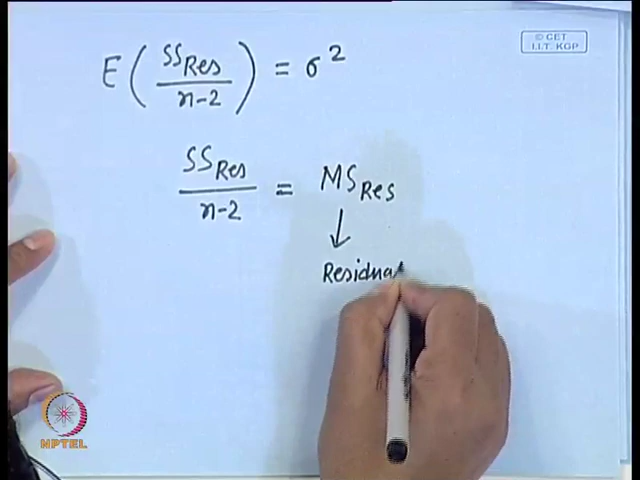 © CET
I.I.T. KGP
E(SS_Res / n-2) = σ²
SS_Res / n-2 = MS_Res
↓
Residua
NPTEL